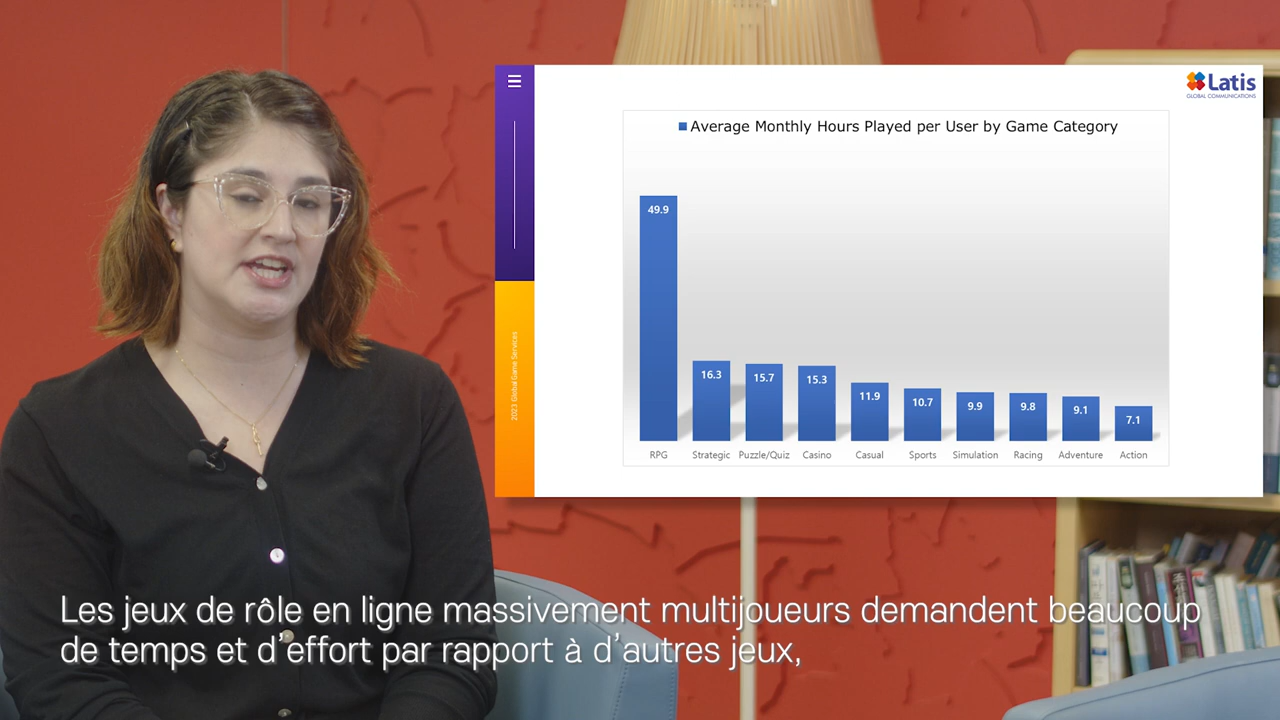 Latis
GLOBAL COMMUNICATIONS
Average Monthly Hours Played per User by Game Category
49.9
16.3
15.7
15.3
11.9
10.7
9.9
9.8
9.1
7.1
RPG
Strategic
Puzzle/Quiz
Casino
Casual
Sports
Simulation
Racing
Adventure
Action
2023 Global Game Services
Les jeux de rôle en ligne massivement multijoueurs demandent beaucoup
de temps et d'effort par rapport à d'autres jeux,